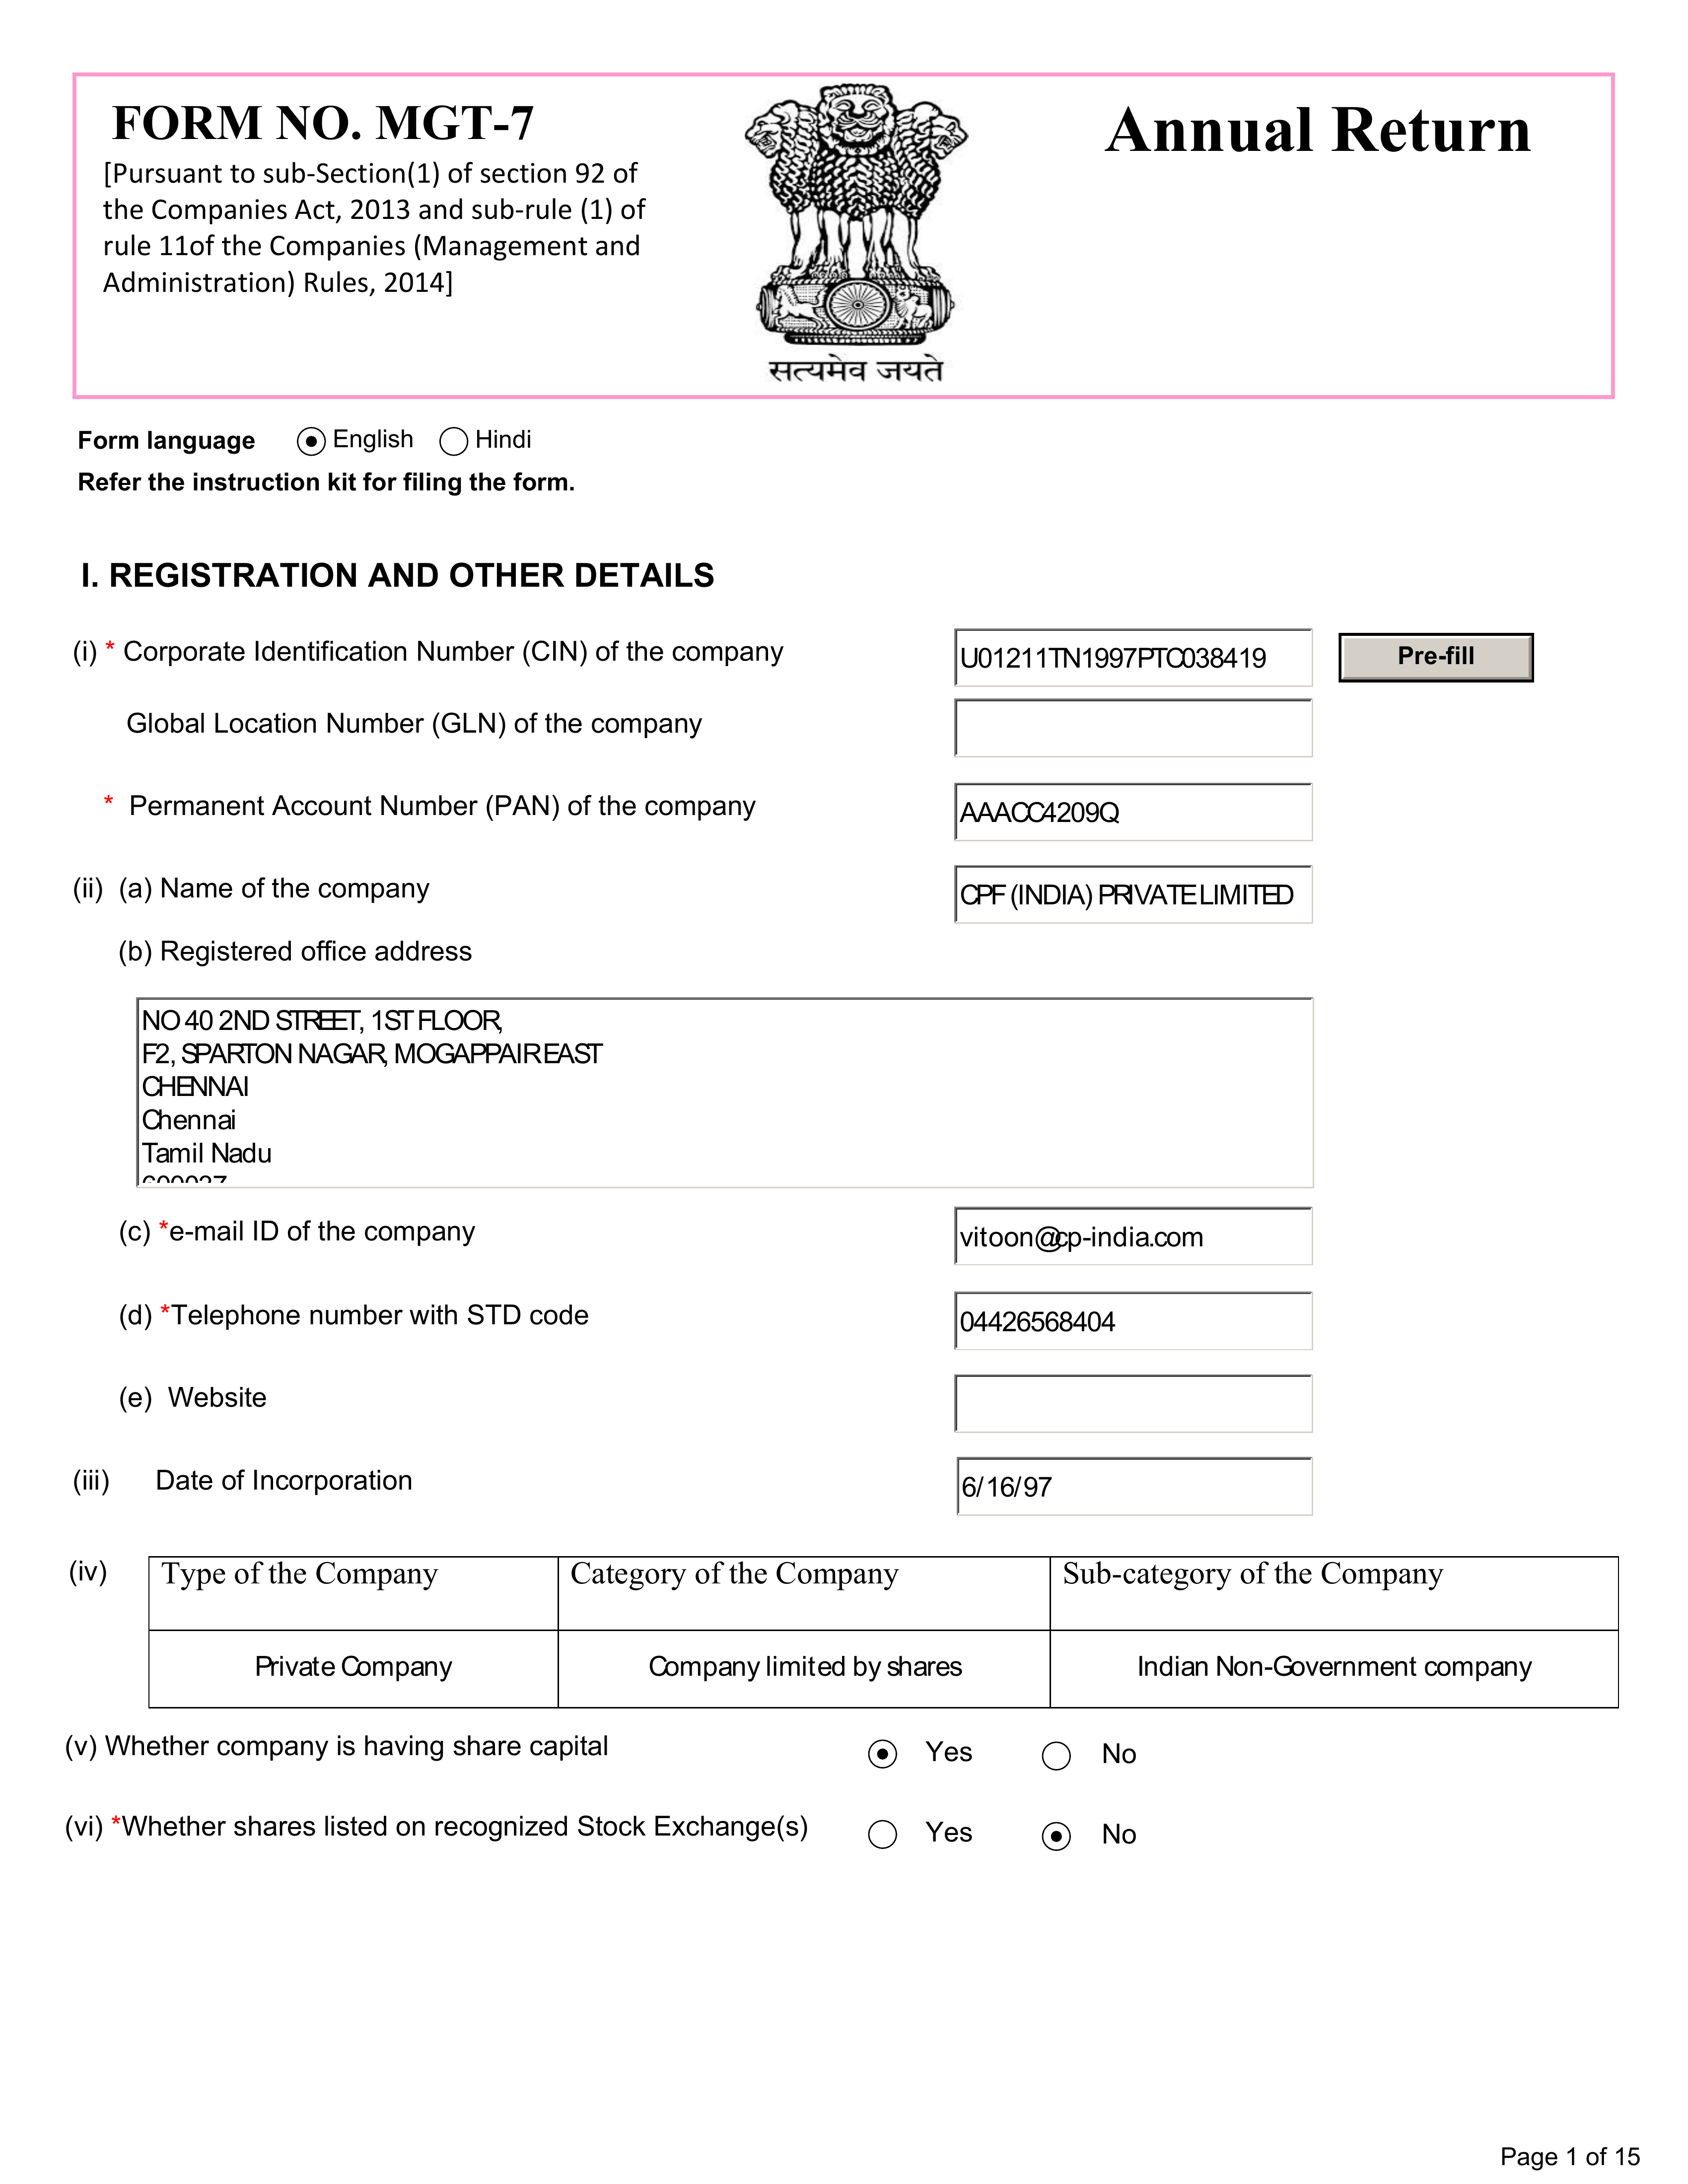 FORM NO. MGT-7
[Pursuant to sub-Section(1) of section 92 of
the Companies Act, 2013 and sub-rule (1) of
rule 11of the Companies (Management and
Administration) Rules, 2014]
सत्यमेव जयते
Annual Return
Form language English Hindi
Refer the instruction kit for filing the form.
I. REGISTRATION AND OTHER DETAILS
(i) * Corporate Identification Number (CIN) of the company U01211TN1997PTC038419 Pre-fill
Global Location Number (GLN) of the company
* Permanent Account Number (PAN) of the company AAACC4209Q
(ii) (a) Name of the company CPF (INDIA) PRIVATE LIMITED
(b) Registered office address
NO 40 2ND STREET, 1ST FLOOR,
F2, SPARTON NAGAR, MOGAPPAIR EAST
CHENNAI
Chennai
Tamil Nadu
(c) *e-mail ID of the company vitoon@cp-india.com
(d) *Telephone number with STD code 04426568404
(e) Website
(iii) Date of Incorporation 6/16/97
(iv) Type of the Company Category of the Company Sub-category of the Company
Private Company Company limited by shares Indian Non-Government company
(v) Whether company is having share capital Yes No
(vi) *Whether shares listed on recognized Stock Exchange(s) Yes No
Page 1 of 15